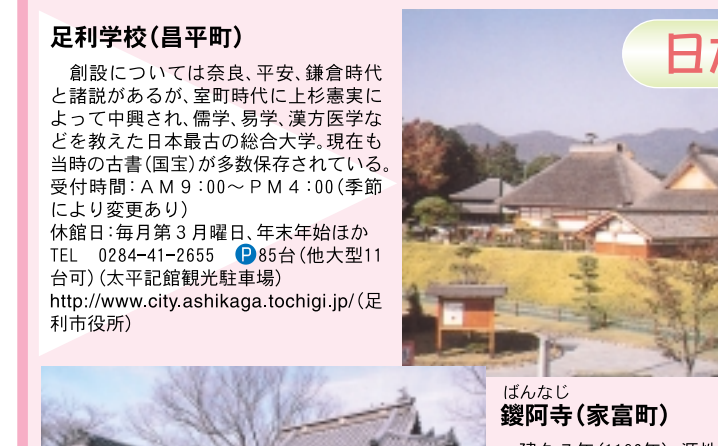 足利学校(昌平町)
　創設については奈良、平安、鎌倉時代
と諸説があるが、室町時代に上杉憲実に
よって中興され、儒学、易学、漢方医学な
どを教えた日本最古の総合大学。現在も
当時の古書(国宝)が多数保存されている。
受付時間：ＡＭ９：00～ＰＭ４：00(季節
により変更あり)
休館日：毎月第３月曜日、年末年始ほか
TEL　0284−41−2655　Ｐ85台(他大型11
台可)(太平記館観光駐車場)
http://www.city.ashikaga.tochigi.jp/(足
利市役所)
日
ばんなじ
鑁阿寺(家富町)